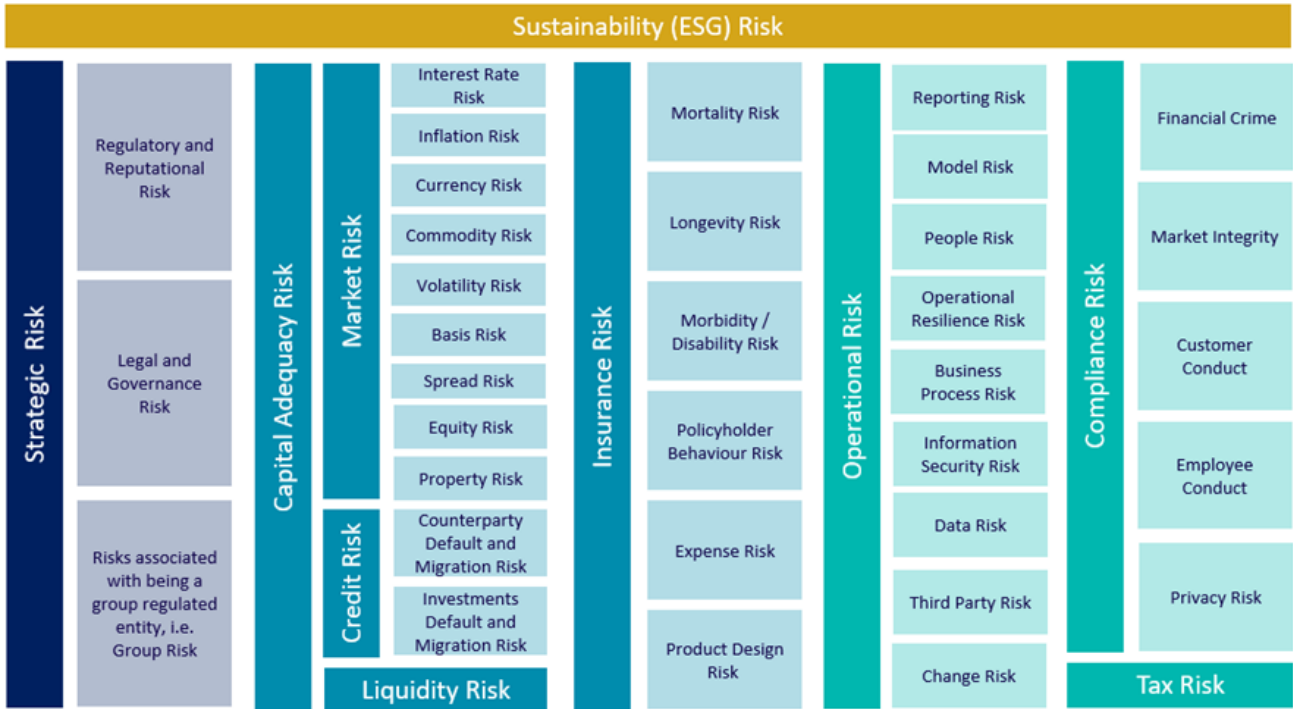 Sustainability (ESG) Risk
Strategic Risk
Regulatory and
Reputational
Risk
Legal and
Governance
Risk
Risks associated
with being a
group regulated
entity, i.e.
Group Risk
Capital Adequacy Risk
Market Risk
Interest Rate
Risk
Inflation Risk
Currency Risk
Commodity Risk
Volatility Risk
Basis Risk
Spread Risk
Equity Risk
Property Risk
Credit Risk
Counterparty
Default and
Migration Risk
Investments
Default and
Migration Risk
Liquidity Risk
Insurance Risk
Mortality Risk
Longevity Risk
Morbidity /
Disability Risk
Policyholder
Behaviour Risk
Expense Risk
Product Design
Risk
Operational Risk
Reporting Risk
Model Risk
People Risk
Operational
Resilience Risk
Business
Process Risk
Information
Security Risk
Data Risk
Third Party Risk
Change Risk
Compliance Risk
Financial Crime
Market Integrity
Customer
Conduct
Employee
Conduct
Privacy Risk
Tax Risk